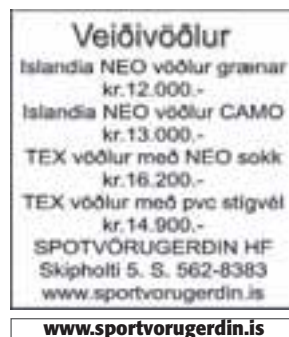 Veiðivöðlur
Islandia NEO vöðlur grænar
kr.12.000.-
Islandia NEO vöðlur CAMO
kr.13.000.-
TEX vöðlur með NEO sokk
kr.16.200.-
TEX vöðlur með pvc stigvél
kr.14.900.-
SPOTVÖRUGERÐIN HF
Skipholti 5. S. 562-8383
www.sportvorugerdin.is
www.sportvorugerdin.is